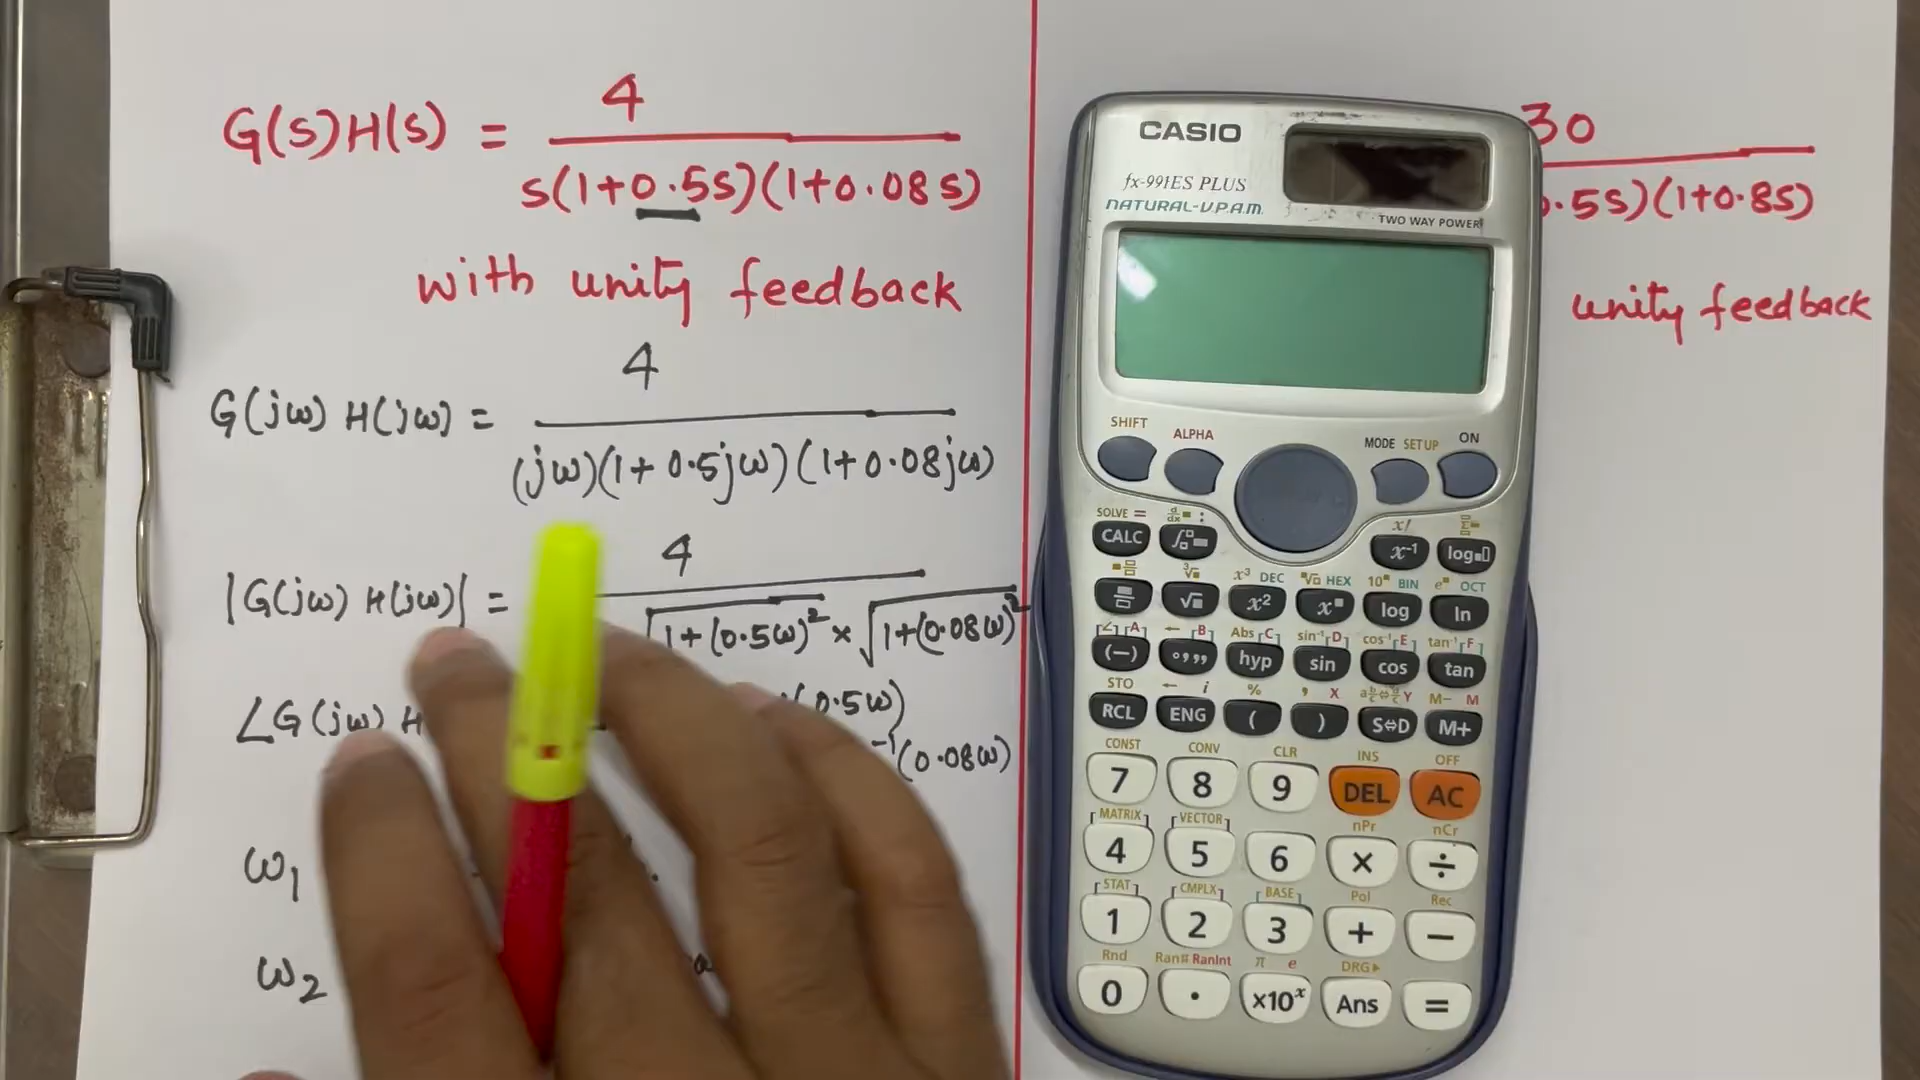 4
G(s)H(s) =
s(1+0.5s)(1+0.08s)
with unity feedback
4
G(jω) H(jω) =
(jω)(1+0.5jω)(1+0.08jω)
4
|G(jω) H(jω)| =
√1+(0.5ω)² × √1+(0.08ω)²
∠G(jω) H
(0.5ω)
⁻¹(0.08ω)
ω₁
ω₂
30
0.5s)(1+0.8s)
unity feedback
CASIO
fx-991ES PLUS
NATURAL-V.P.A.M.
TWO WAY POWER
SHIFT ALPHA MODE SETUP ON
SOLVE = d/dx : x! Σ
CALC ∫ x⁻¹ log
³√ x³ DEC √ HEX 10 BIN e OCT
√ x² x log ln
∠ A ← B Abs C sin⁻¹ D cos⁻¹ E tan⁻¹ F
(−) °,,, hyp sin cos tan
STO ← i % , X a b/c⇔d/c Y M− M
RCL ENG ( ) S⇔D M+
CONST CONV CLR INS OFF
7 8 9 DEL AC
MATRIX VECTOR nPr nCr
4 5 6 × ÷
STAT CMPLX BASE Pol Rec
1 2 3 + −
Rnd Ran# RanInt π e DRG▶
0 . ×10ˣ Ans =